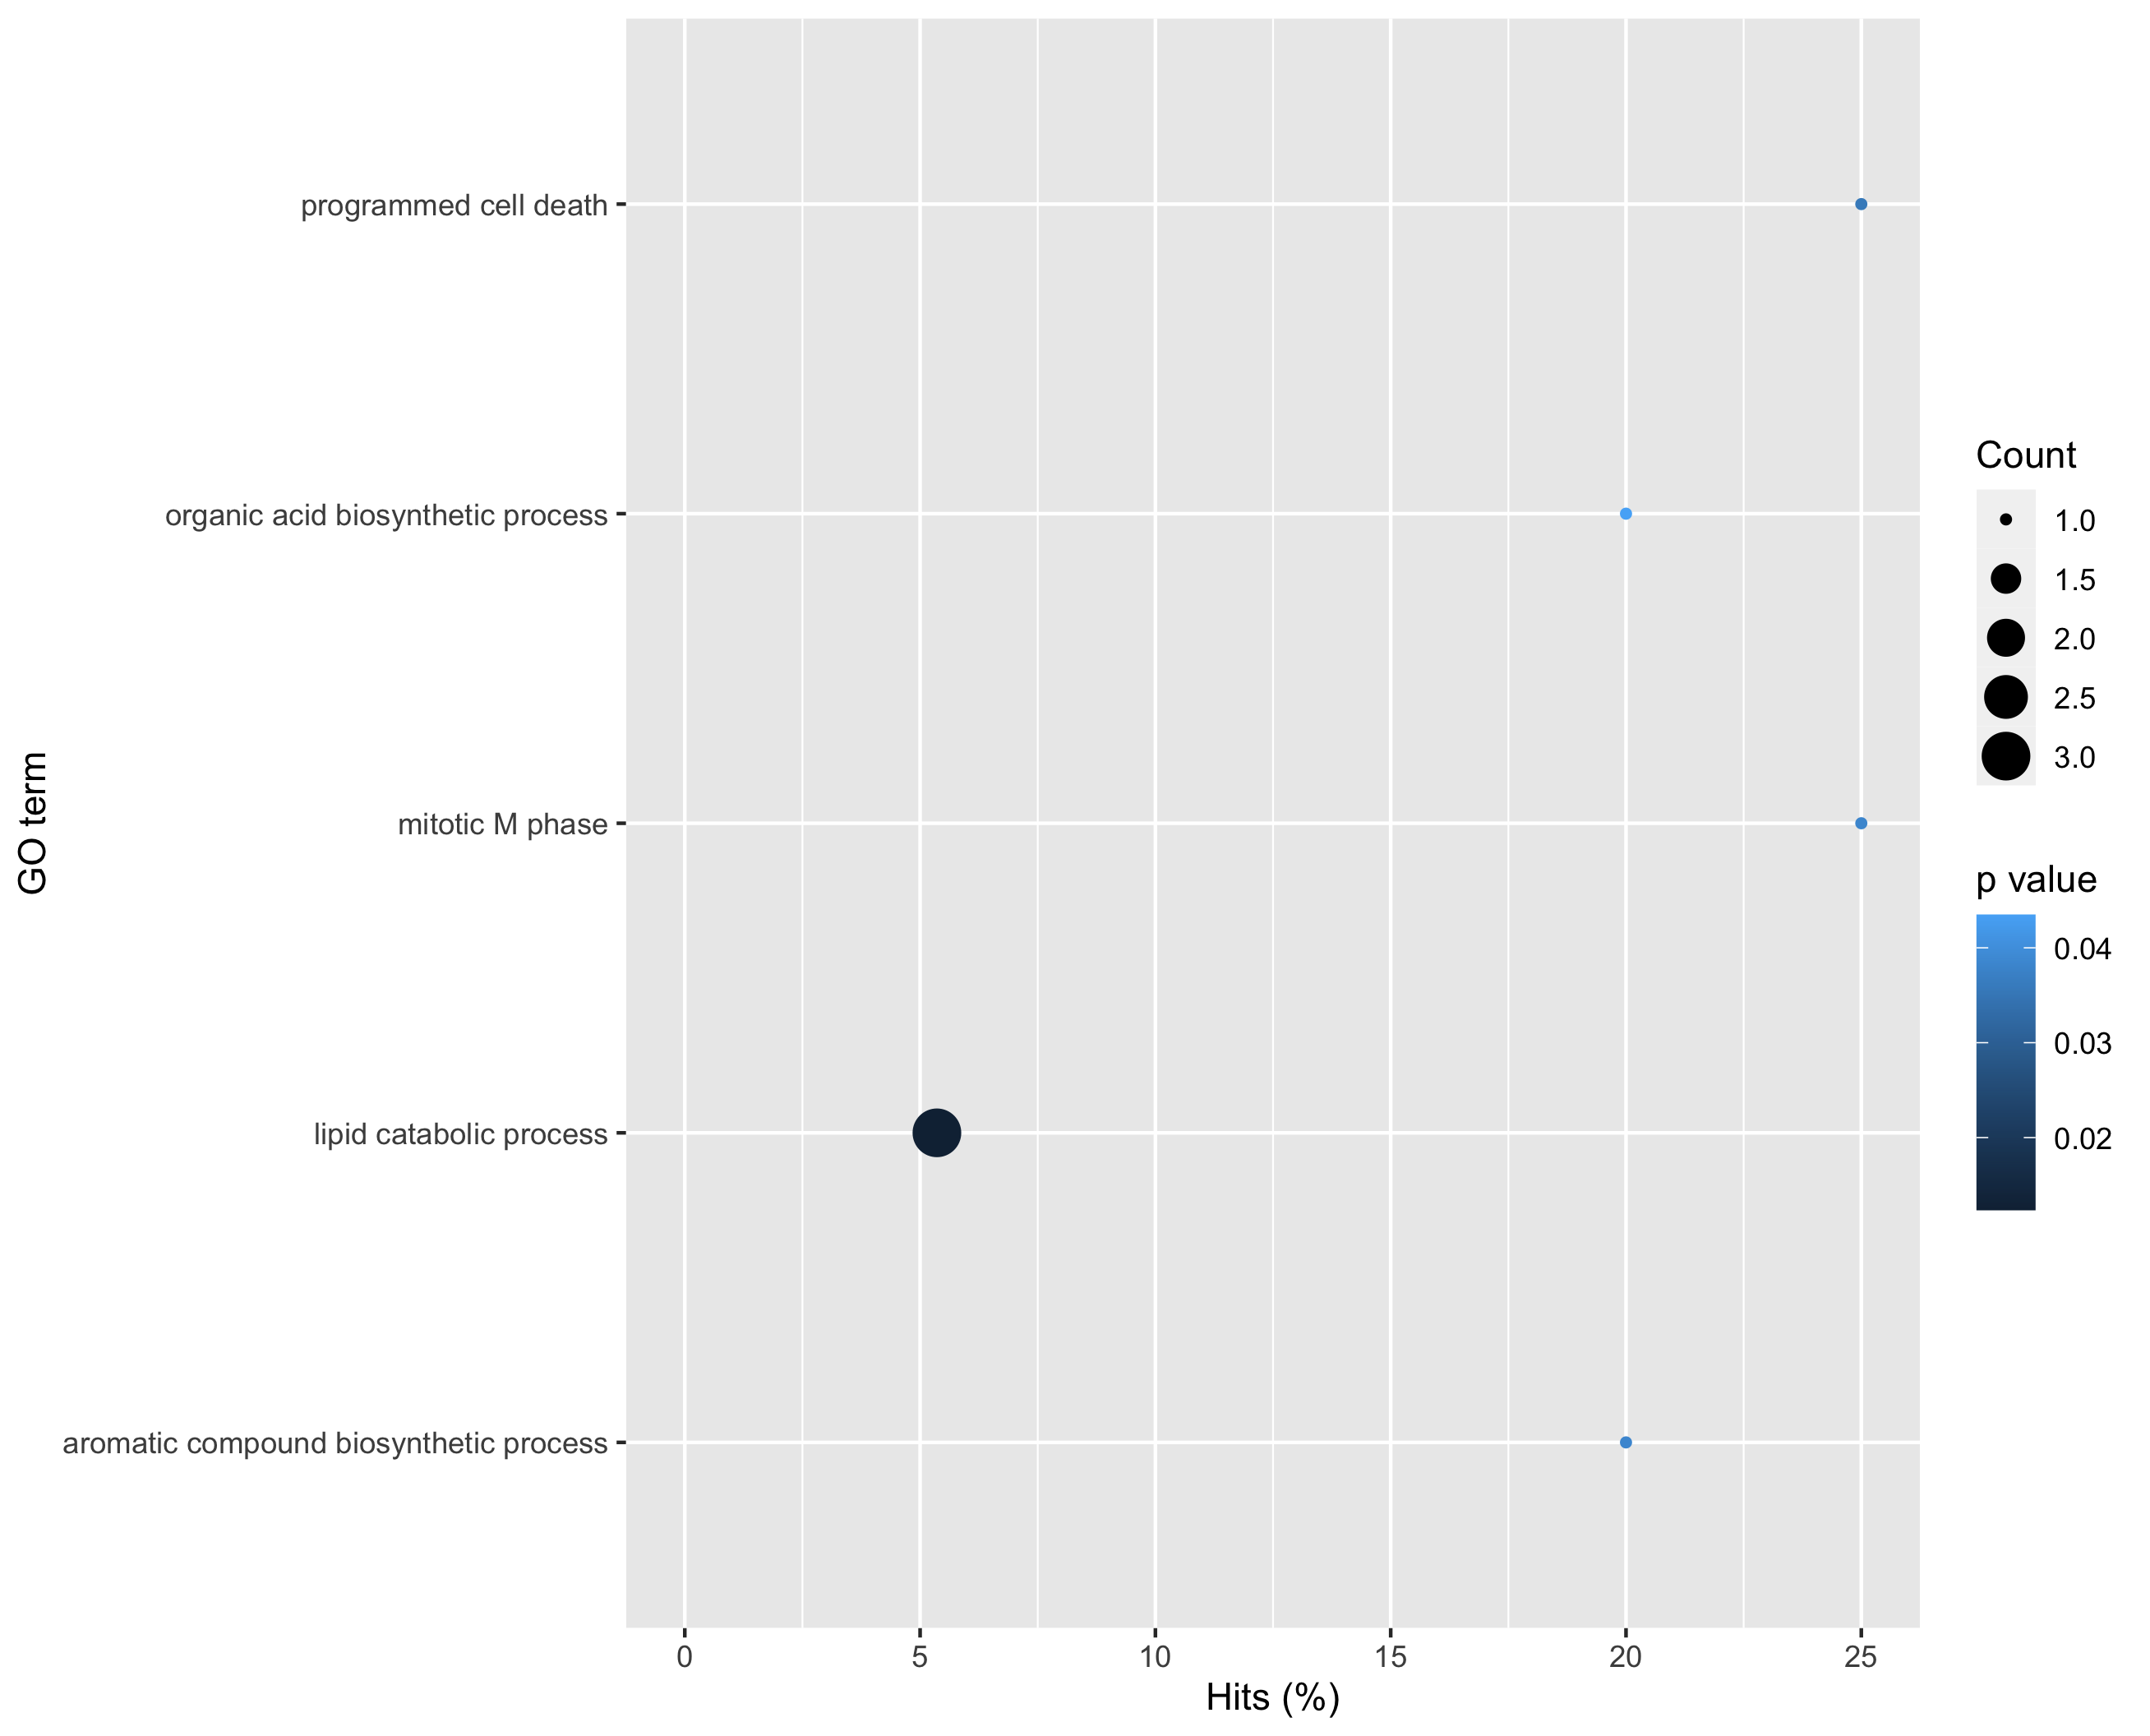 GO term
programmed cell death
organic acid biosynthetic process
mitotic M phase
lipid catabolic process
aromatic compound biosynthetic process
0 5 10 15 20 25
Hits (%)
Count
1.0
1.5
2.0
2.5
3.0
p value
0.04
0.03
0.02